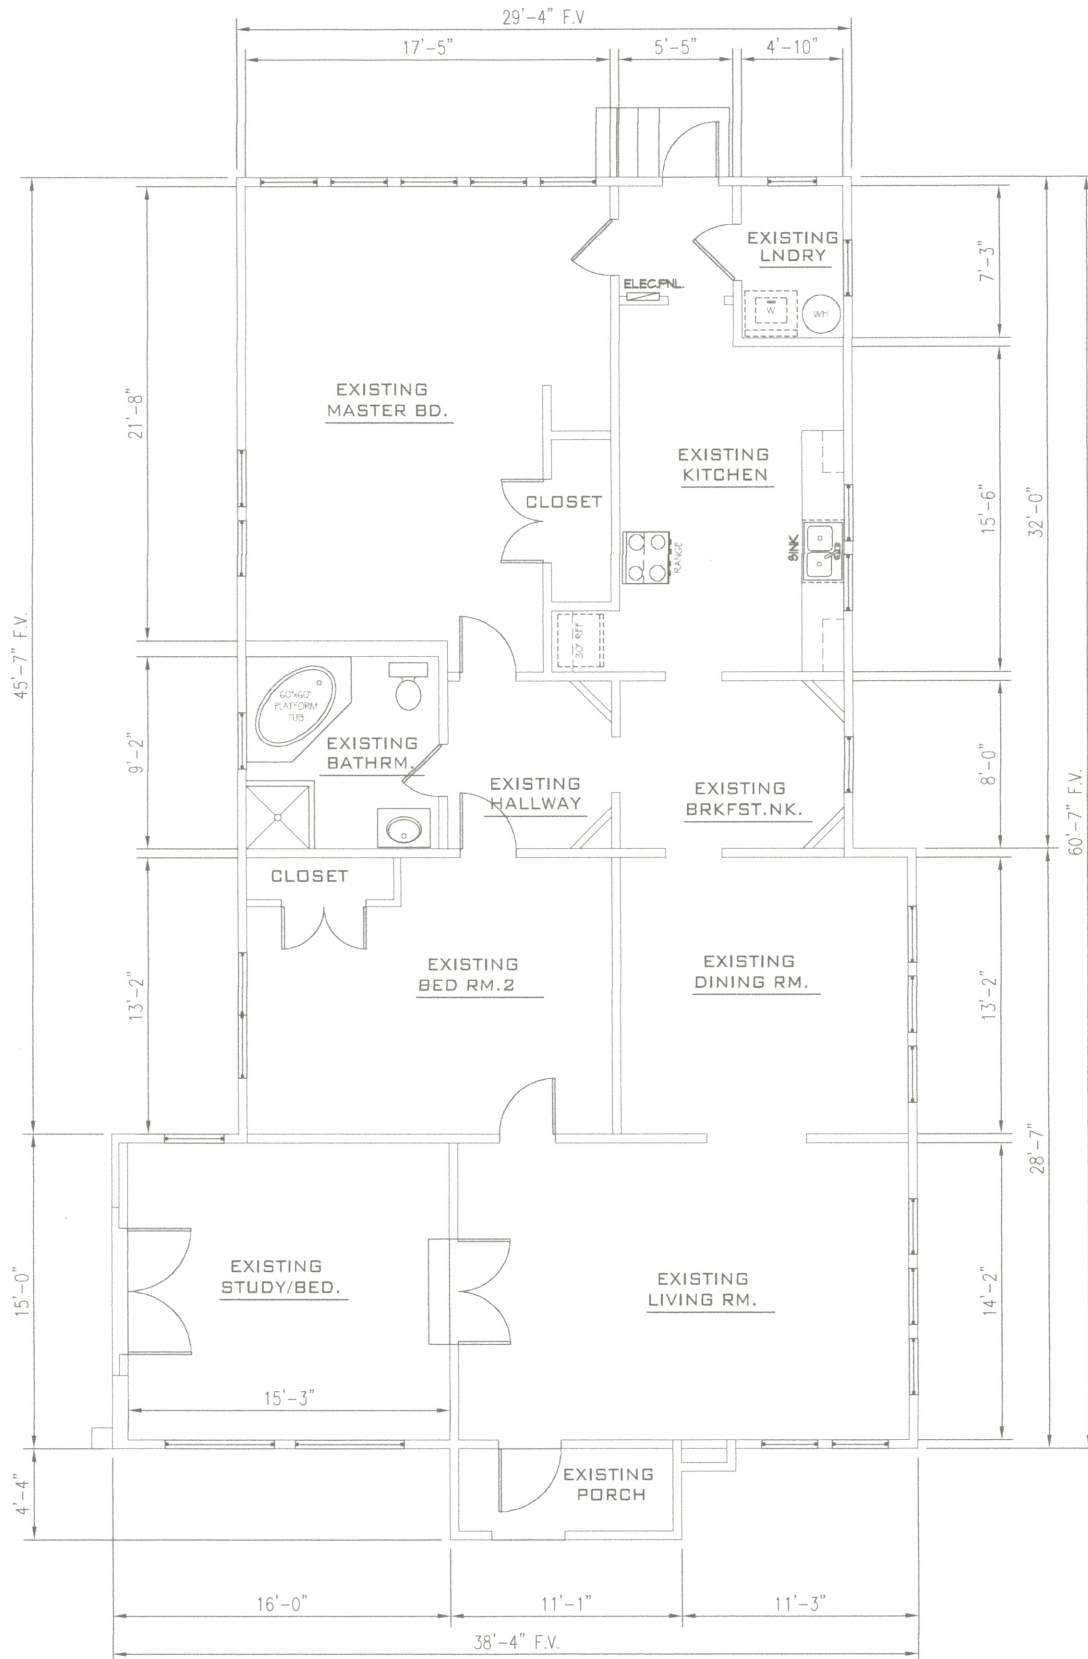 29'-4" F.V
17'-5"
5'-5"
4'-10"
EXISTING
LNDRY
7'-3"
ELEC.PNL.
W
WH
EXISTING
MASTER BD.
21'-8"
EXISTING
KITCHEN
CLOSET
15'-6"
32'-0"
SINK
RANGE
30" REF
45'-7" F.V.
60"x60"
PLATFORM
TUB
EXISTING
BATHRM.
9'-2"
EXISTING
HALLWAY
EXISTING
BRKFST.NK.
8'-0"
60'-7" F.V.
CLOSET
EXISTING
BED RM.2
EXISTING
DINING RM.
13'-2"
13'-2"
28'-7"
EXISTING
STUDY/BED.
EXISTING
LIVING RM.
15'-0"
14'-2"
15'-3"
EXISTING
PORCH
4'-4"
16'-0"
11'-1"
11'-3"
38'-4" F.V.